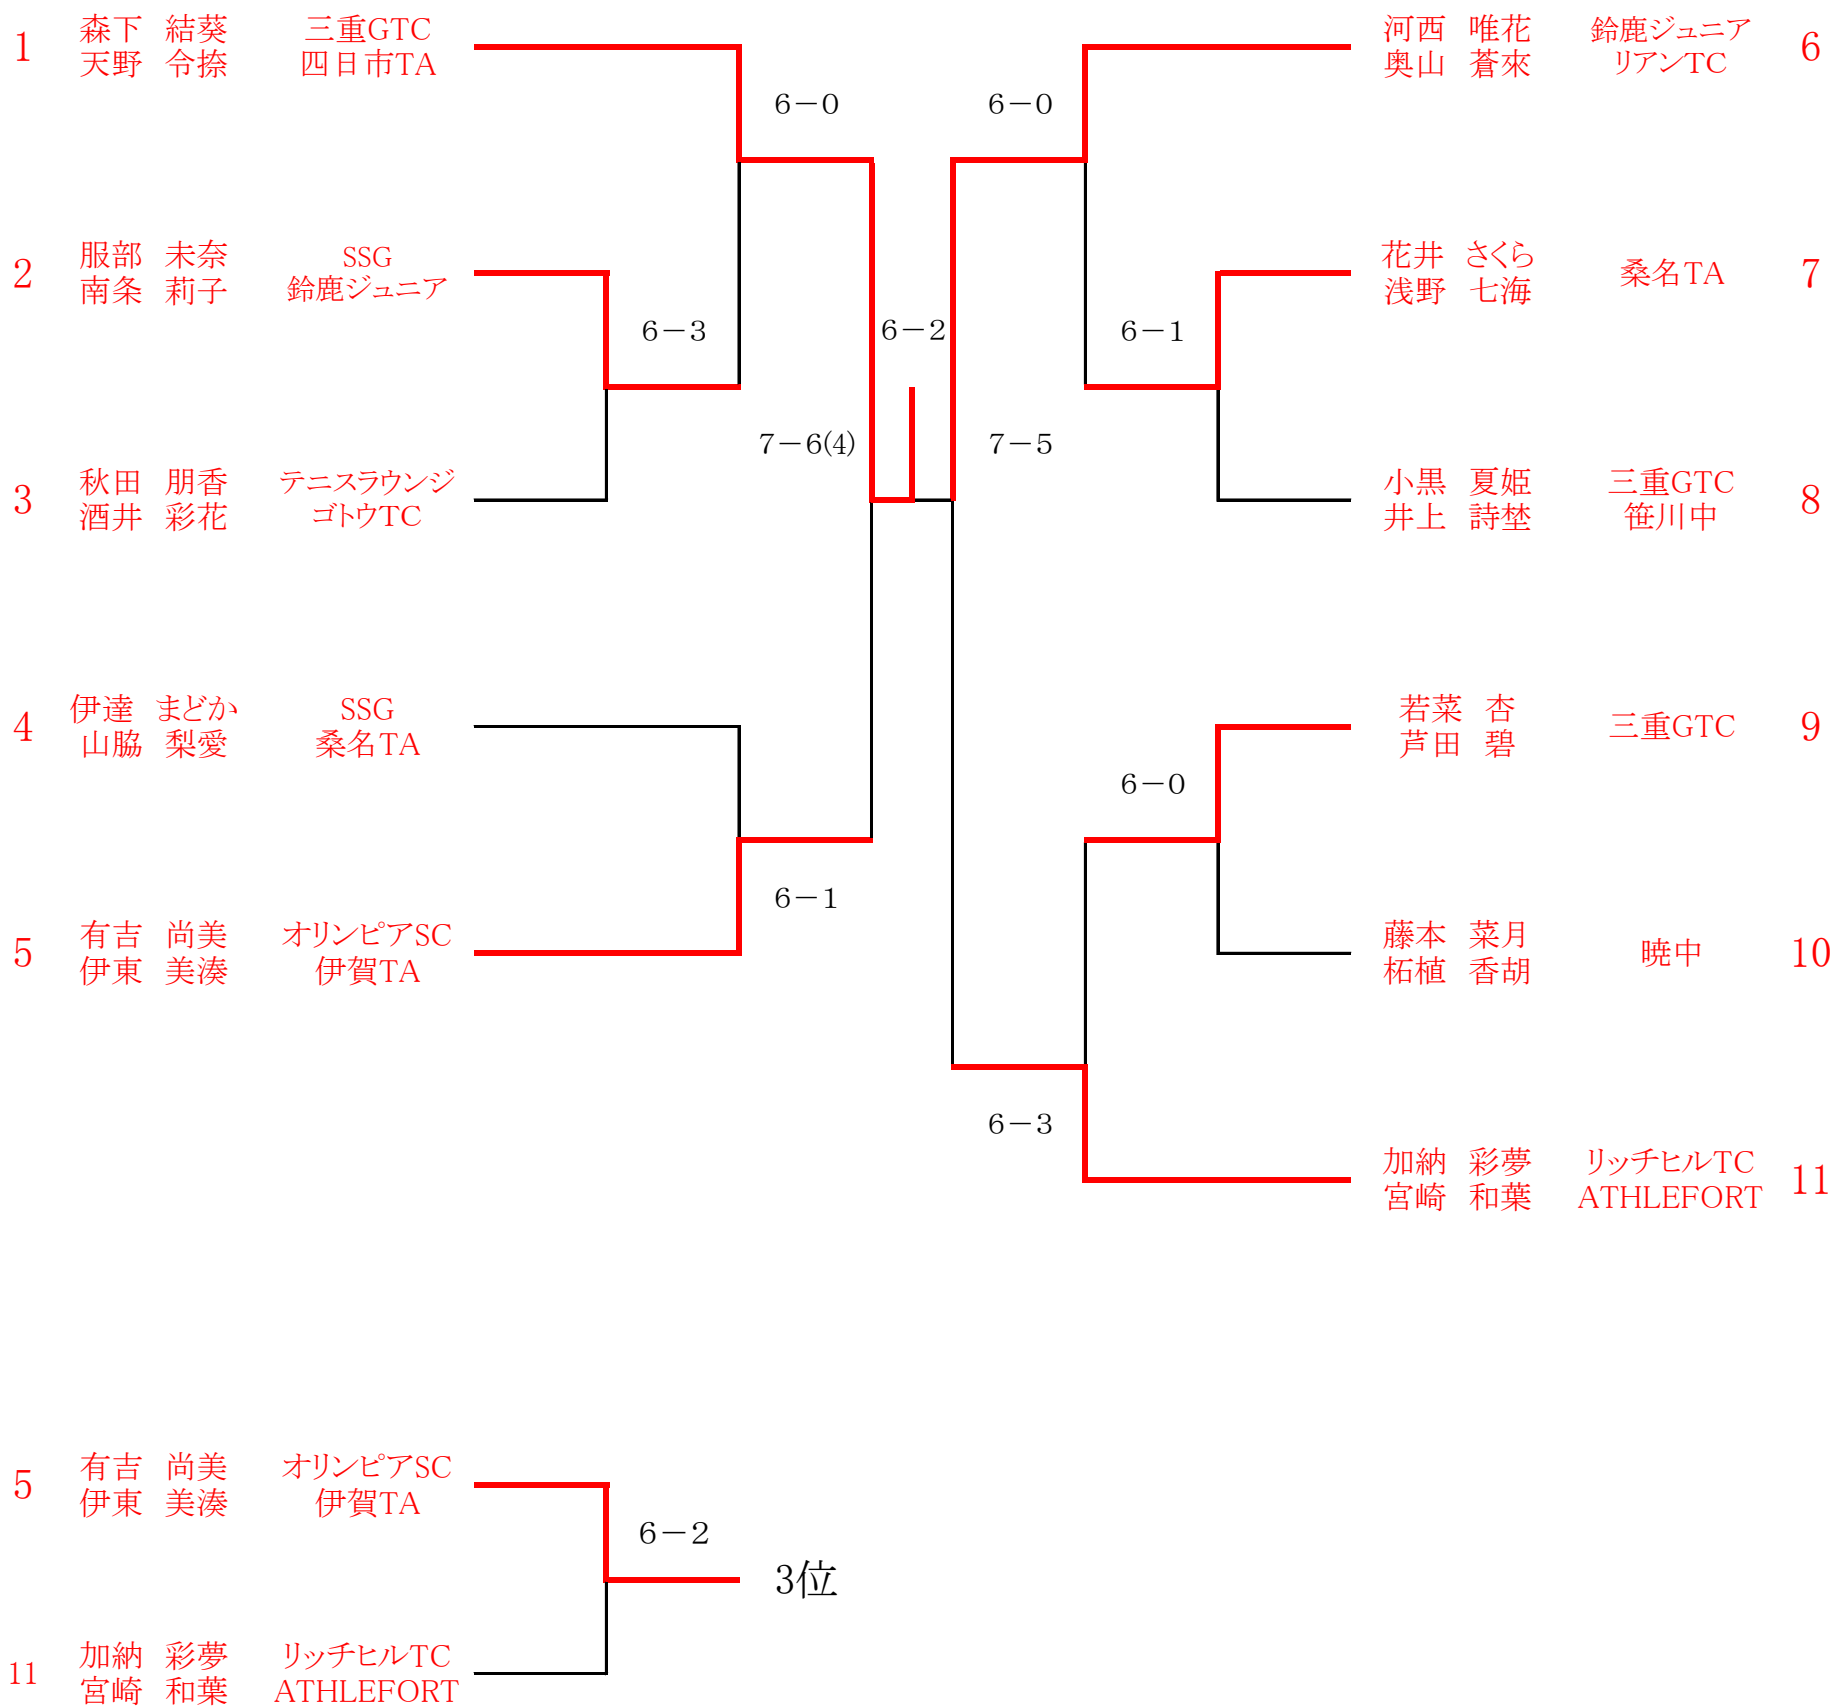 1 森下 結葵 三重GTC
天野 令捺 四日市TA
河西 唯花 鈴鹿ジュニア 6
奥山 蒼來 リアンTC
6－0 6－0
2 服部 未奈 SSG
南条 莉子 鈴鹿ジュニア
花井 さくら 桑名TA 7
浅野 七海
6－3 6－2 6－1
7－6(4) 7－5
3 秋田 朋香 テニスラウンジ
酒井 彩花 ゴトウTC
小黒 夏姫 三重GTC 8
井上 詩埜 笹川中
4 伊達 まどか SSG
山脇 梨愛 桑名TA
若菜 杏 三重GTC 9
芦田 碧
6－0
6－1
5 有吉 尚美 オリンピアSC
伊東 美湊 伊賀TA
藤本 菜月 暁中 10
柘植 香胡
6－3
加納 彩夢 リッチヒルTC 11
宮崎 和葉 ATHLEFORT
5 有吉 尚美 オリンピアSC
伊東 美湊 伊賀TA
6－2
3位
11 加納 彩夢 リッチヒルTC
宮崎 和葉 ATHLEFORT